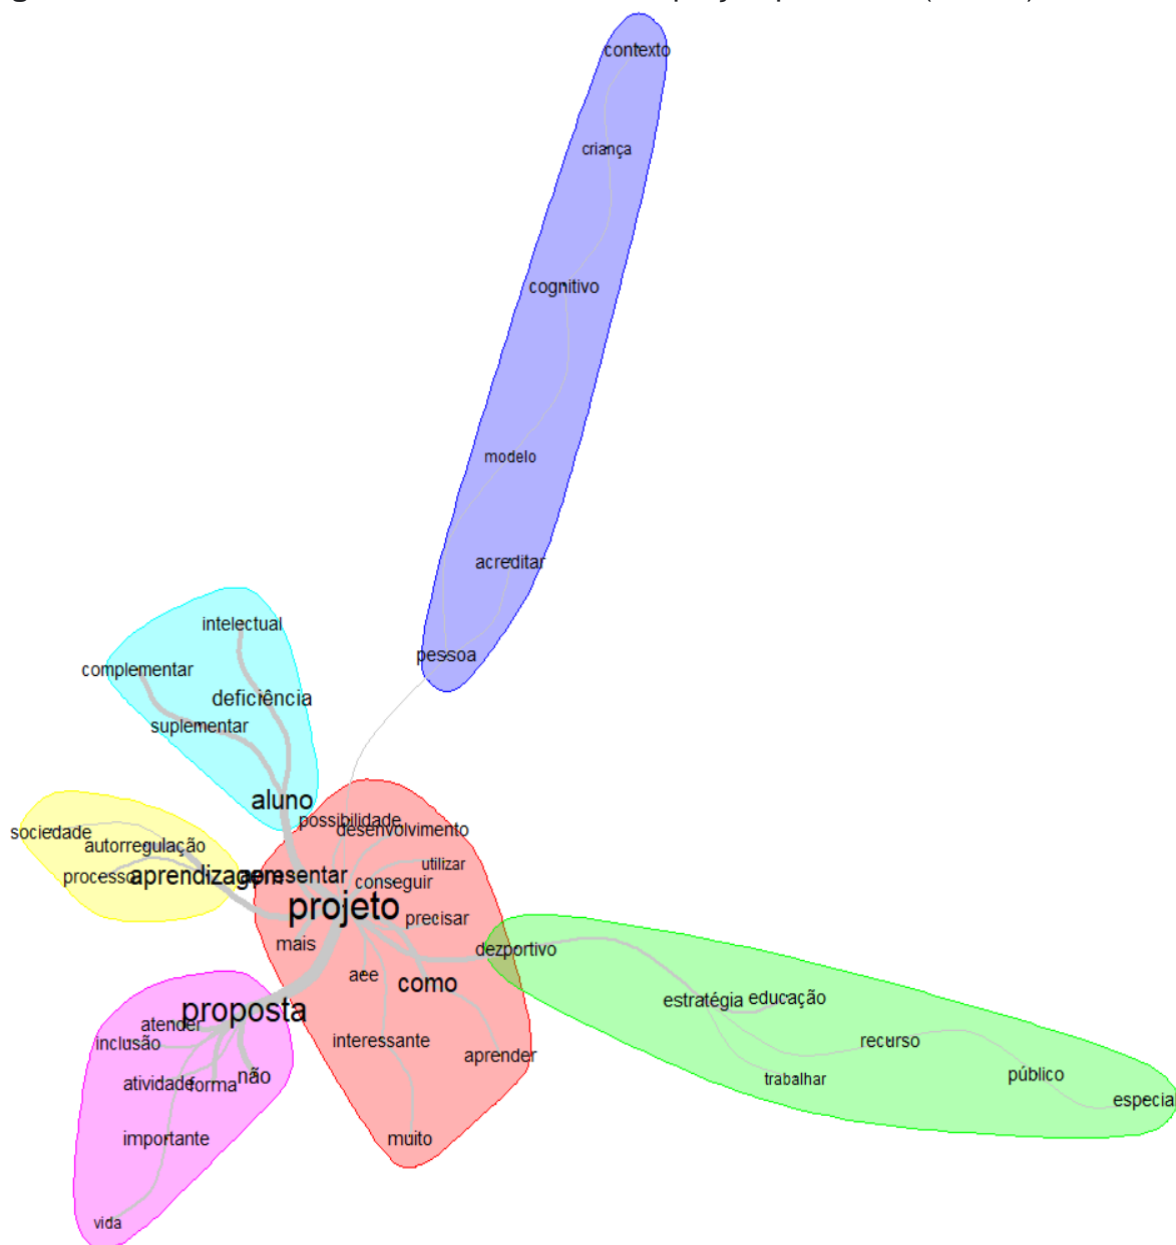 contexto
criança
cognitivo
modelo
acreditar
pessoa
intelectual
complementar
deficiência
suplementar
aluno
possibilidade
desenvolvimento
sociedade
autorregulação
utilizar
processo
aprendizagem
apresentar
conseguir
projeto
precisar
mais
dezportivo
aee
como
estratégia
educação
proposta
atender
inclusão
interessante
aprender
recurso
trabalhar
público
especial
atividade
forma
não
importante
muito
vida